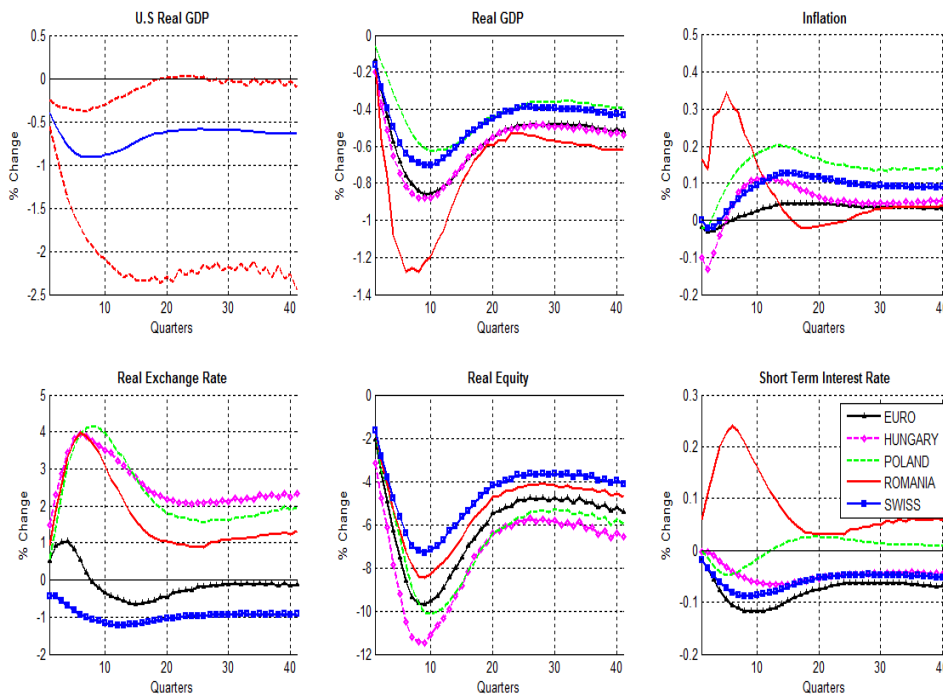 U.S Real GDP
% Change
0.5
0
-0.5
-1
-1.5
-2
-2.5
10 20 30 40
Quarters
Real GDP
% Change
0
-0.2
-0.4
-0.6
-0.8
-1
-1.2
-1.4
10 20 30 40
Quarters
Inflation
% Change
0.5
0.4
0.3
0.2
0.1
0
-0.1
-0.2
10 20 30 40
Quarters
Real Exchange Rate
% Change
5
4
3
2
1
0
-1
-2
10 20 30 40
Quarters
Real Equity
% Change
0
-2
-4
-6
-8
-10
-12
10 20 30 40
Quarters
Short Term Interest Rate
% Change
0.3
0.2
0.1
0
-0.1
-0.2
10 20 30 40
Quarters
EURO
HUNGARY
POLAND
ROMANIA
SWISS